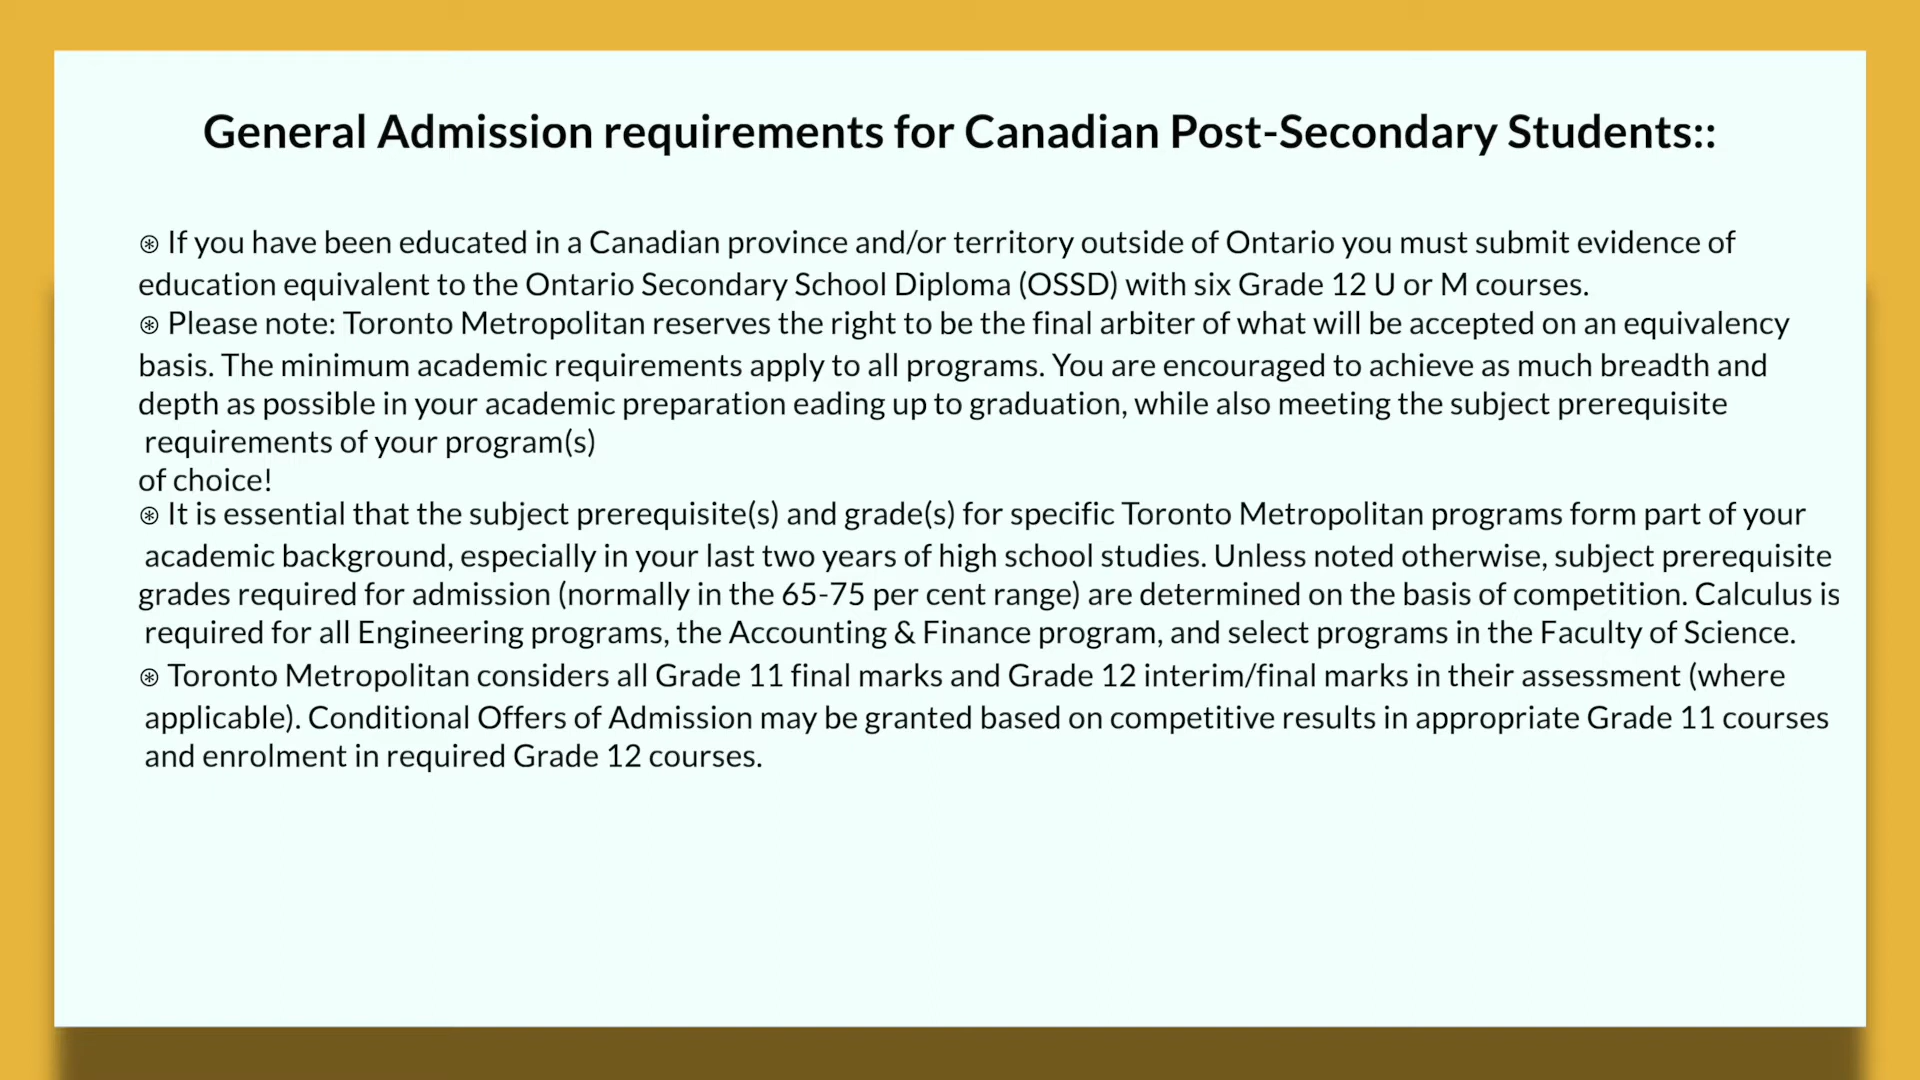 General Admission requirements for Canadian Post-Secondary Students::
⊛ If you have been educated in a Canadian province and/or territory outside of Ontario you must submit evidence of
education equivalent to the Ontario Secondary School Diploma (OSSD) with six Grade 12 U or M courses.
⊛ Please note: Toronto Metropolitan reserves the right to be the final arbiter of what will be accepted on an equivalency
basis. The minimum academic requirements apply to all programs. You are encouraged to achieve as much breadth and
depth as possible in your academic preparation eading up to graduation, while also meeting the subject prerequisite
requirements of your program(s)
of choice!
⊛ It is essential that the subject prerequisite(s) and grade(s) for specific Toronto Metropolitan programs form part of your
academic background, especially in your last two years of high school studies. Unless noted otherwise, subject prerequisite
grades required for admission (normally in the 65-75 per cent range) are determined on the basis of competition. Calculus is
required for all Engineering programs, the Accounting & Finance program, and select programs in the Faculty of Science.
⊛ Toronto Metropolitan considers all Grade 11 final marks and Grade 12 interim/final marks in their assessment (where
applicable). Conditional Offers of Admission may be granted based on competitive results in appropriate Grade 11 courses
and enrolment in required Grade 12 courses.